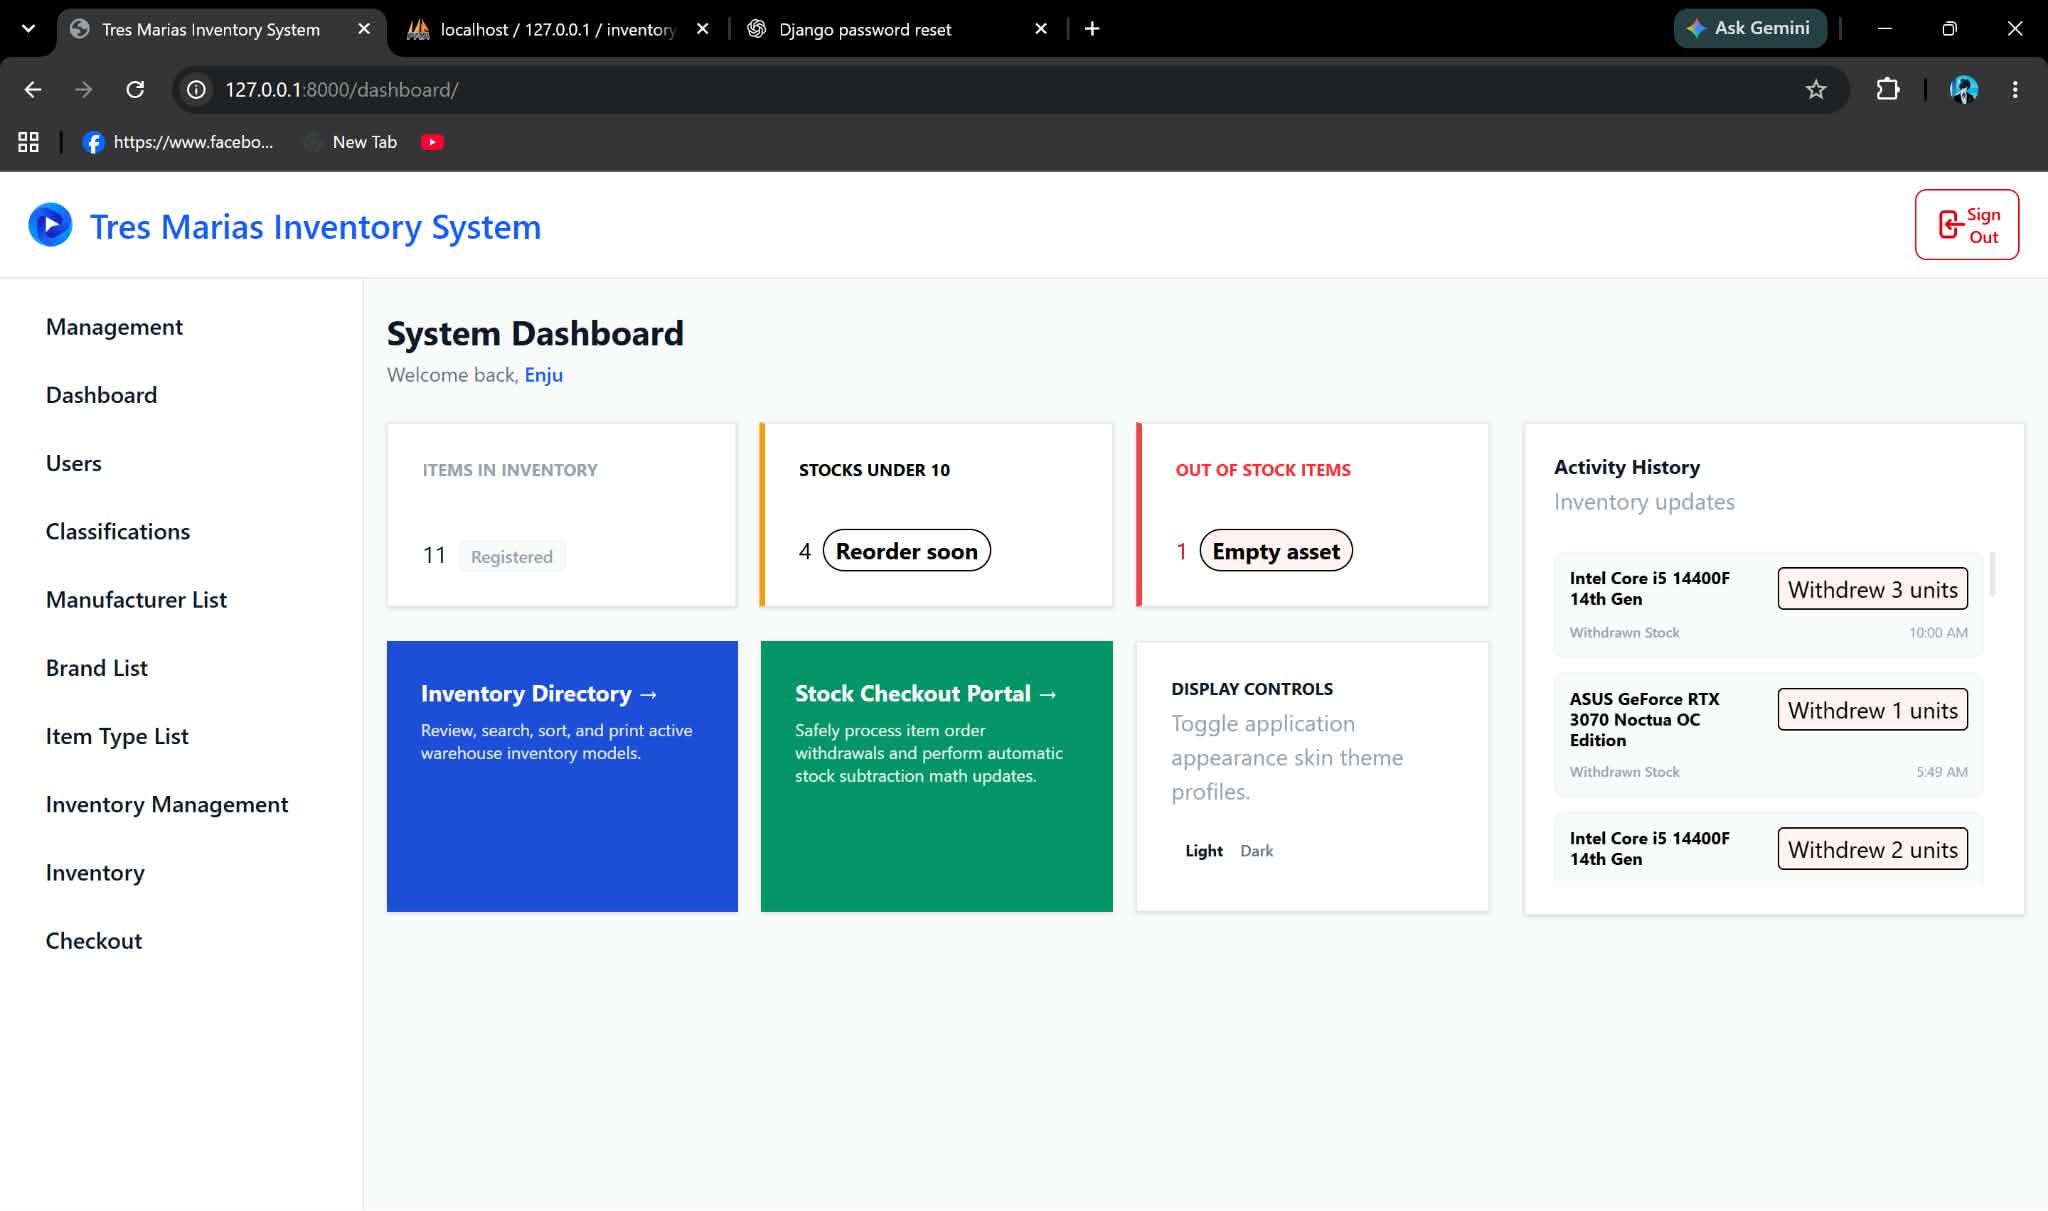 Tres Marias Inventory System
localhost / 127.0.0.1 / inventory
Django password reset
Ask Gemini
127.0.0.1:8000/dashboard/
https://www.facebo...
New Tab
Tres Marias Inventory System
Sign
Out
Management
Dashboard
Users
Classifications
Manufacturer List
Brand List
Item Type List
Inventory Management
Inventory
Checkout
System Dashboard
Welcome back, Enju
ITEMS IN INVENTORY
11 Registered
STOCKS UNDER 10
4 Reorder soon
OUT OF STOCK ITEMS
1 Empty asset
Inventory Directory →
Review, search, sort, and print active
warehouse inventory models.
Stock Checkout Portal →
Safely process item order
withdrawals and perform automatic
stock subtraction math updates.
DISPLAY CONTROLS
Toggle application
appearance skin theme
profiles.
Light Dark
Activity History
Inventory updates
Intel Core i5 14400F
14th Gen
Withdrew 3 units
Withdrawn Stock
10:00 AM
ASUS GeForce RTX
3070 Noctua OC
Edition
Withdrew 1 units
Withdrawn Stock
5:49 AM
Intel Core i5 14400F
14th Gen
Withdrew 2 units